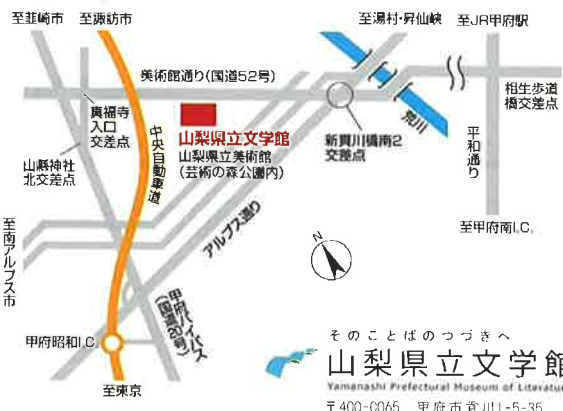 至韮崎市
至諏訪市
至湯村・昇仙峡
至JR甲府駅
美術館通り(国道52号)
荒川
相生歩道
橋交差点
真福寺
入口
交差点
中央自動車道
山梨県立文学館
山梨県立美術館
(芸術の森公園内)
新貢川橋南2
交差点
平和通り
山縣神社
北交差点
至南アルプス市
アルプス通り
至甲府南I.C.
N
甲府バイパス
(国道20号)
甲府昭和I.C.
至東京
そのことばのつづきへ
山梨県立文学館
Yamanashi Prefectural Museum of Literature
〒400-0065 甲府市貢川1-5-35